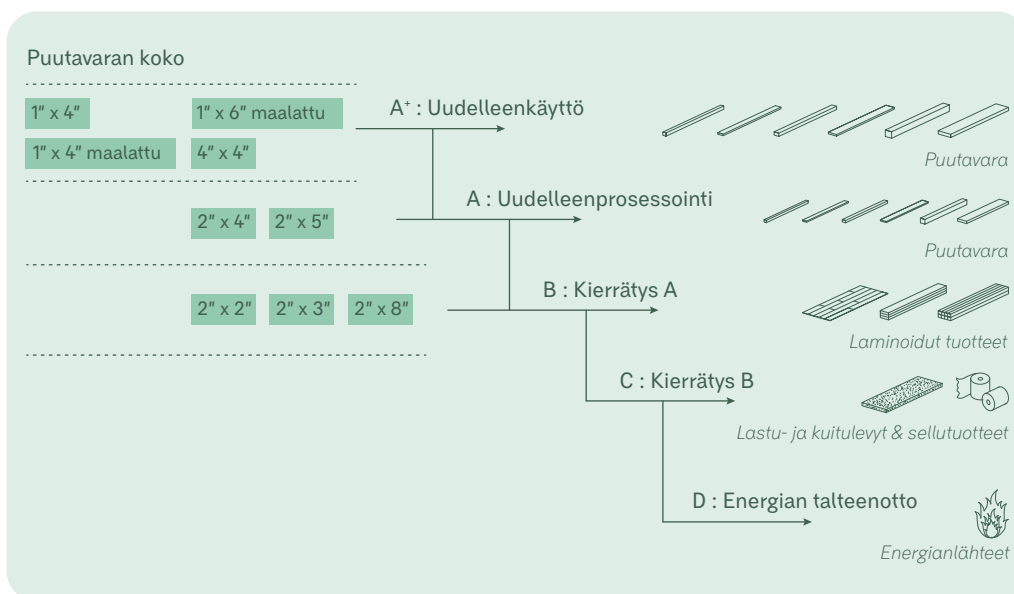 Puutavaran koko
1” x 4”
1” x 6” maalattu
1” x 4” maalattu
4” x 4”
A⁺ : Uudelleenkäyttö
Puutavara
2” x 4”
2” x 5”
A : Uudelleenprosessointi
Puutavara
2” x 2”
2” x 3”
2” x 8”
B : Kierrätys A
Laminoidut tuotteet
C : Kierrätys B
Lastu- ja kuitulevyt & sellutuotteet
D : Energian talteenotto
Energianlähteet